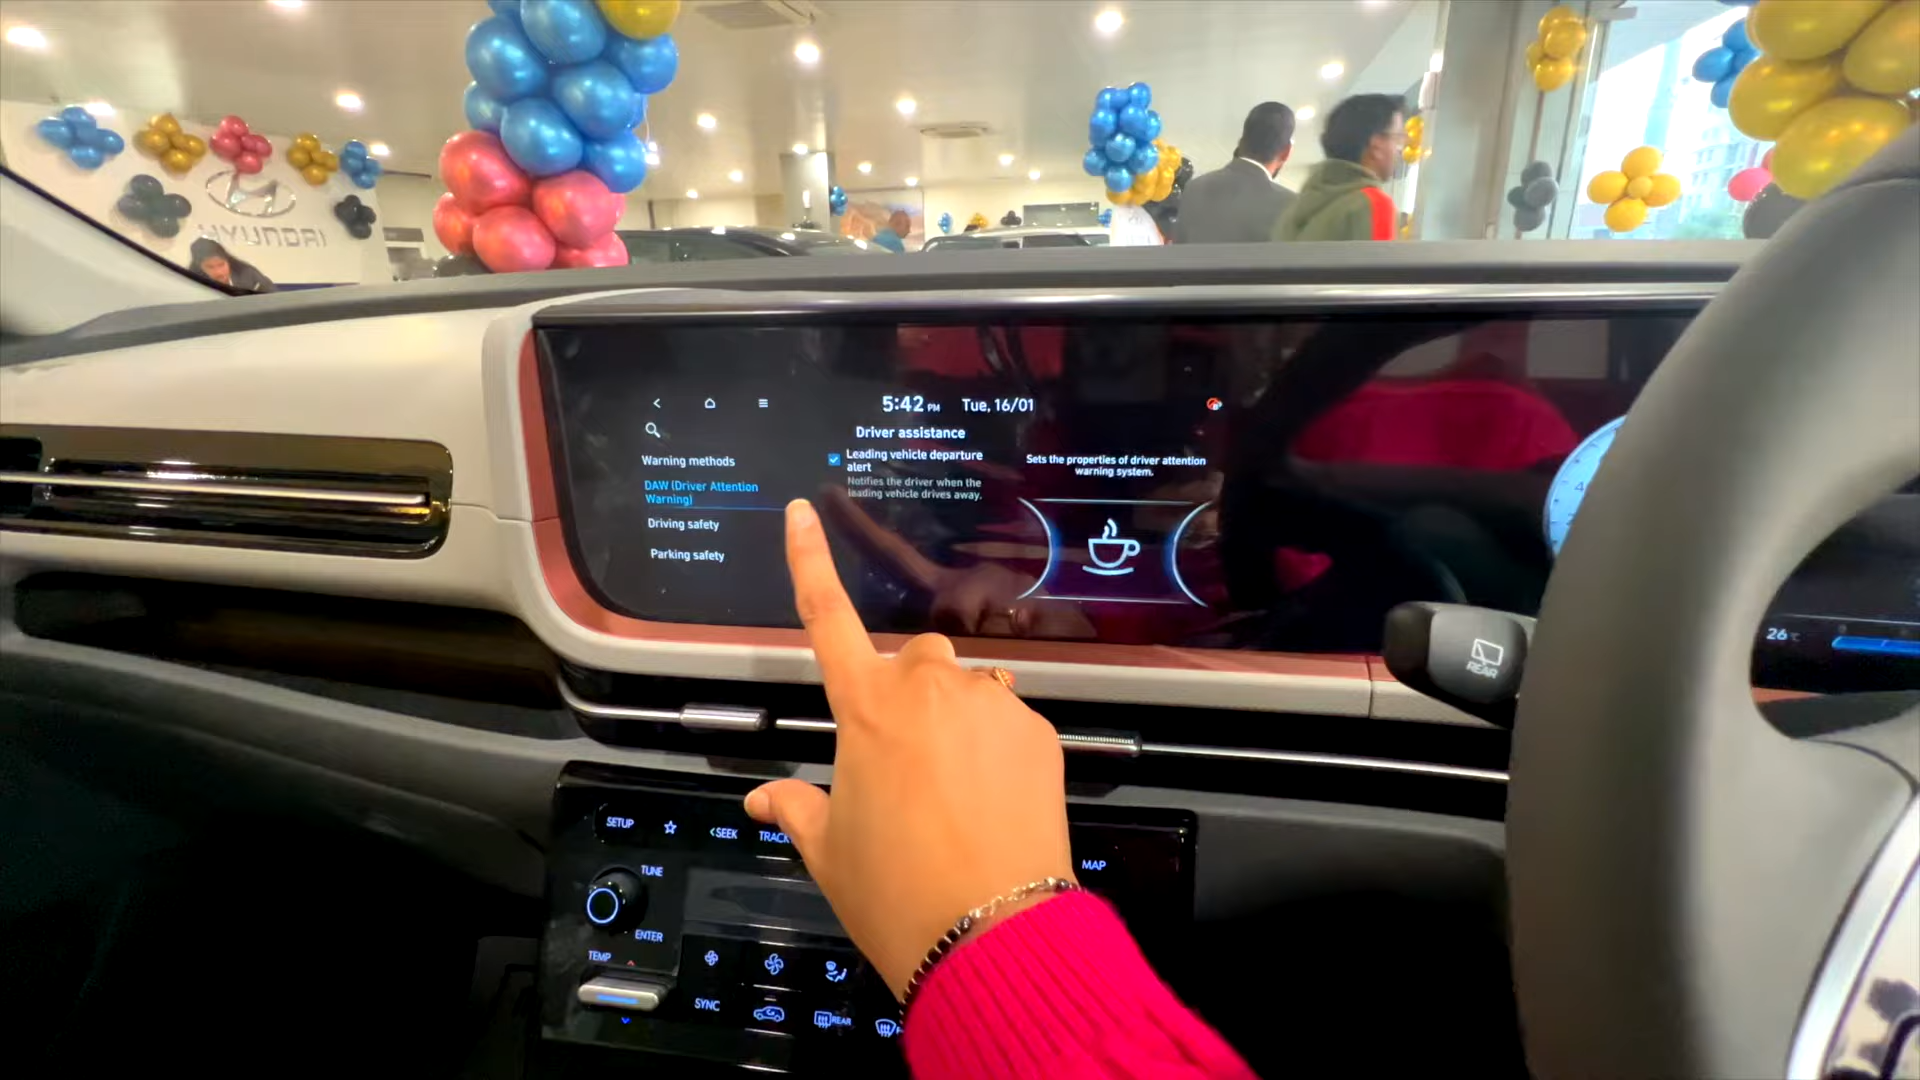 HYUNDAI
5:42 PM Tue, 16/01
Driver assistance
Warning methods
DAW (Driver Attention
Warning)
Driving safety
Parking safety
Leading vehicle departure
alert
Notifies the driver when the
leading vehicle drives away.
Sets the properties of driver attention
warning system.
REAR
26°C
SETUP
<SEEK
TRACK
MAP
TUNE
ENTER
TEMP
SYNC
REAR